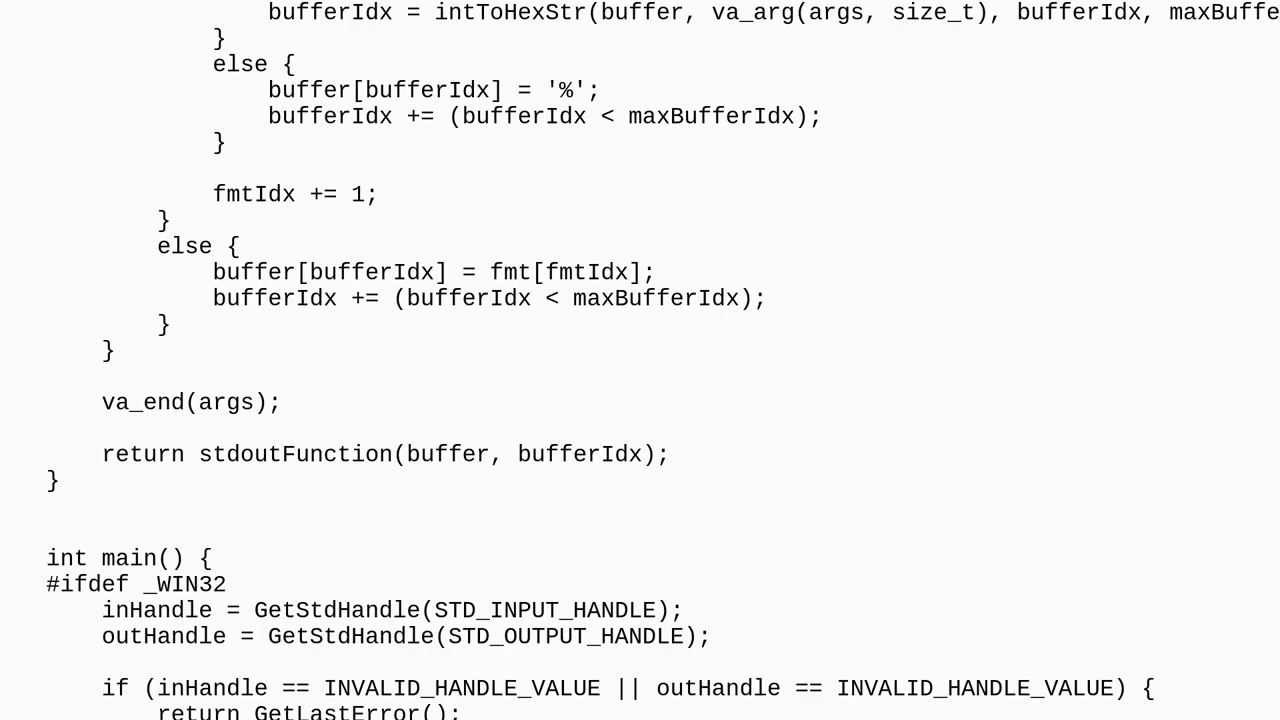 bufferIdx = intToHexStr(buffer, va_arg(args, size_t), bufferIdx, maxBuffe
}
else {
buffer[bufferIdx] = '%';
bufferIdx += (bufferIdx < maxBufferIdx);
}
fmtIdx += 1;
}
else {
buffer[bufferIdx] = fmt[fmtIdx];
bufferIdx += (bufferIdx < maxBufferIdx);
}
}
va_end(args);
return stdoutFunction(buffer, bufferIdx);
}
int main() {
#ifdef _WIN32
inHandle = GetStdHandle(STD_INPUT_HANDLE);
outHandle = GetStdHandle(STD_OUTPUT_HANDLE);
if (inHandle == INVALID_HANDLE_VALUE || outHandle == INVALID_HANDLE_VALUE) {
return GetLastError();